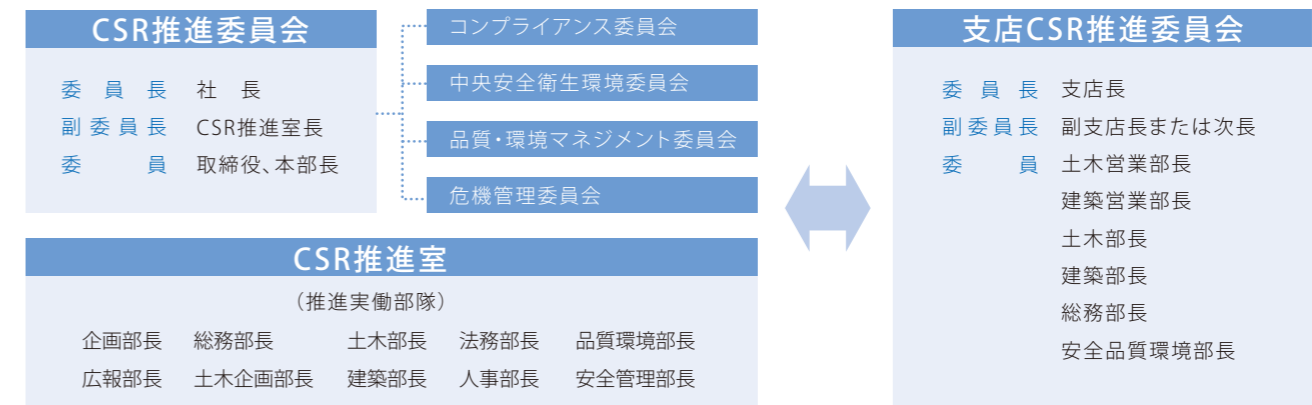 CSR推進委員会
委員長 社長
副委員長 CSR推進室長
委員 取締役、本部長
コンプライアンス委員会
中央安全衛生環境委員会
品質・環境マネジメント委員会
危機管理委員会
CSR推進室
（推進実働部隊）
企画部長 総務部長 土木部長 法務部長 品質環境部長
広報部長 土木企画部長 建築部長 人事部長 安全管理部長
支店CSR推進委員会
委員長 支店長
副委員長 副支店長または次長
委員 土木営業部長
建築営業部長
土木部長
建築部長
総務部長
安全品質環境部長